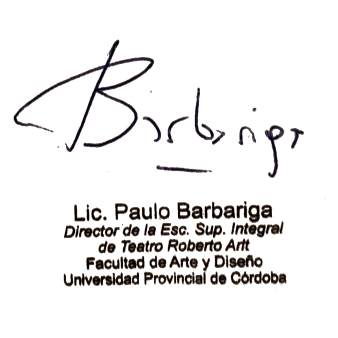 Barbariga
Lic. Paulo Barbariga
Director de la Esc. Sup. Integral
de Teatro Roberto Arlt
Facultad de Arte y Diseño
Universidad Provincial de Córdoba